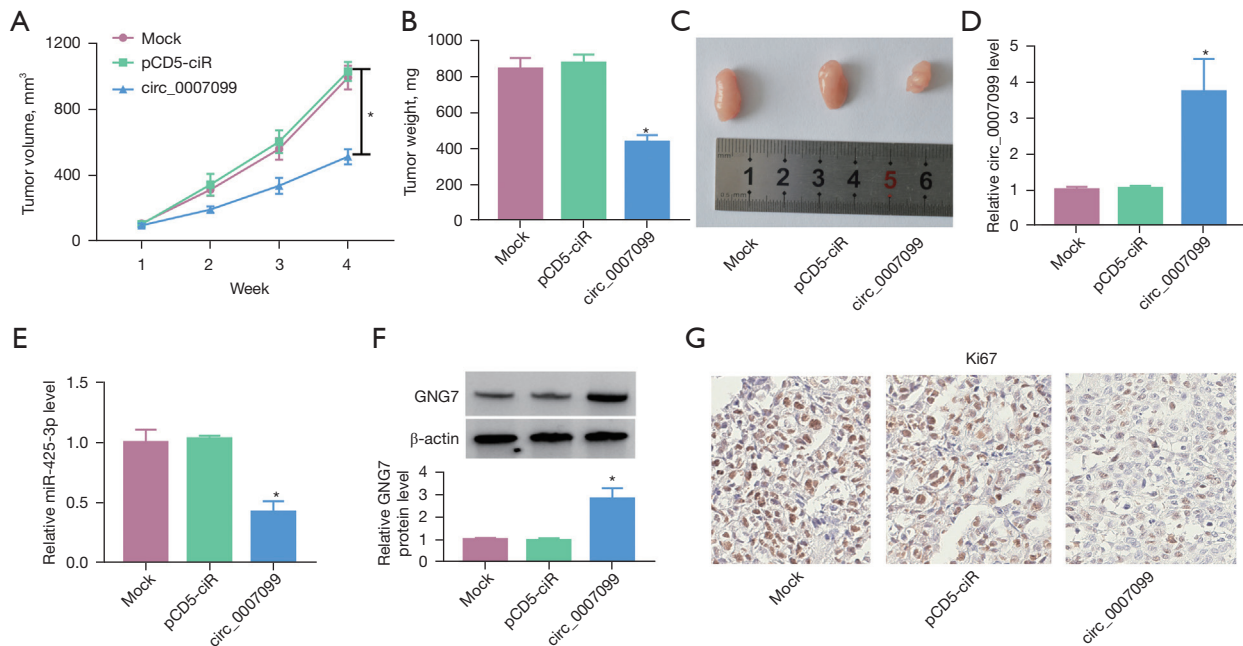 A
Tumor volume, mm³
1200
800
400
0
1
2
3
4
Week
Mock
pCD5-ciR
circ_0007099
*
B
Tumor weight, mg
1000
800
600
400
200
0
*
Mock
pCD5-ciR
circ_0007099
C
1 2 3 4 5 6
Mock
pCD5-ciR
circ_0007099
D
Relative circ_0007099 level
5
4
3
2
1
0
*
Mock
pCD5-ciR
circ_0007099
E
Relative miR-425-3p level
1.5
1.0
0.5
0.0
*
Mock
pCD5-ciR
circ_0007099
F
GNG7
β-actin
Relative GNG7
protein level
4
3
2
1
0
*
Mock
pCD5-ciR
circ_0007099
G
Ki67
Mock
pCD5-ciR
circ_0007099